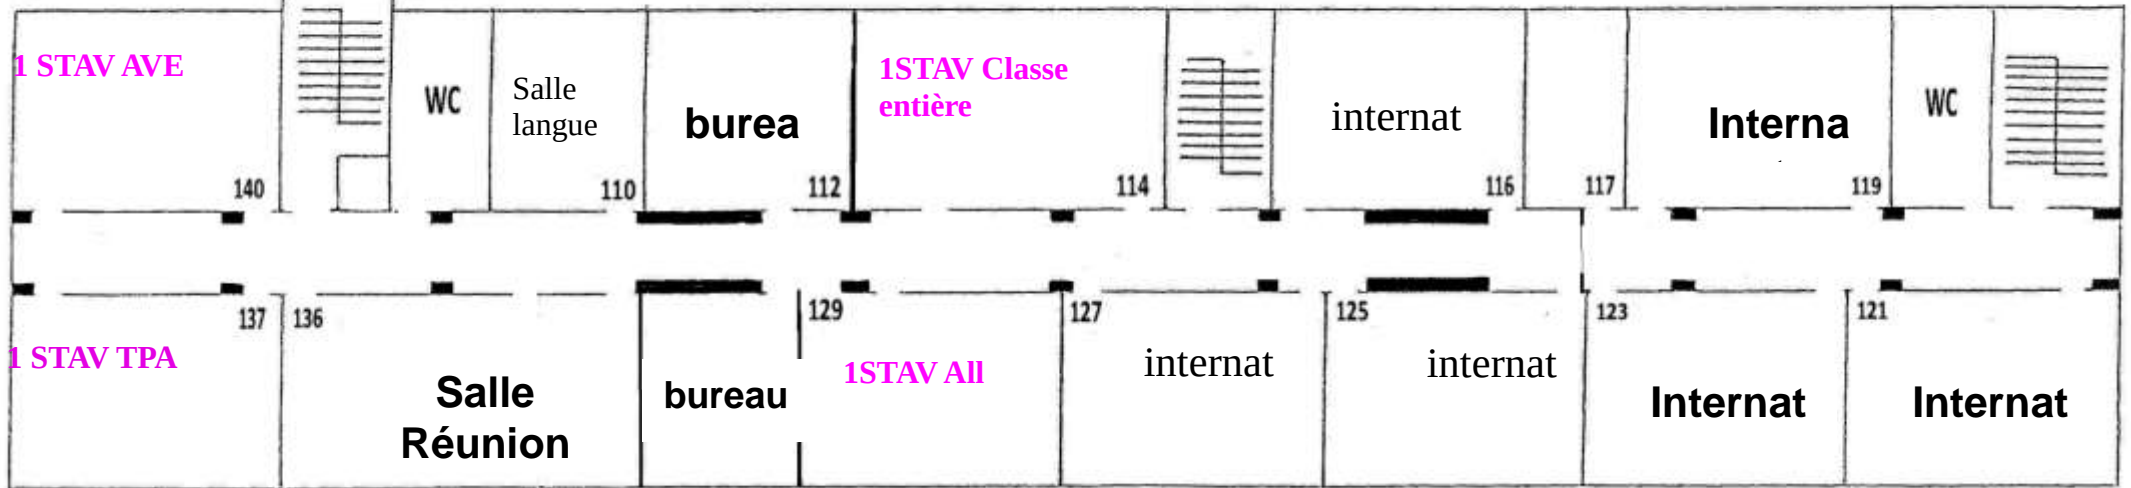 1 STAV AVE
WC
Salle
langue
burea
1STAV Classe
entière
internat
Interna
WC
140
110
112
114
116
117
119
137
136
129
127
125
123
121
1 STAV TPA
Salle
Réunion
bureau
1STAV All
internat
internat
Internat
Internat